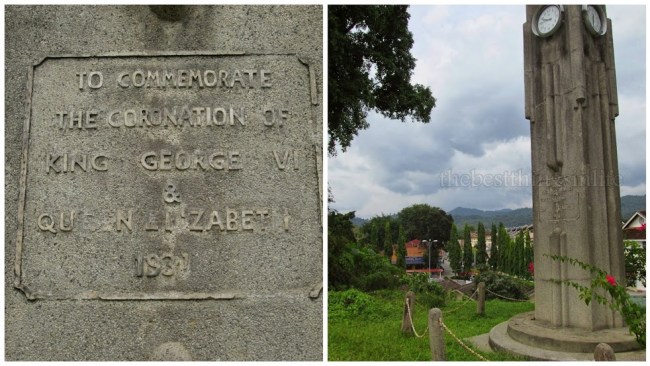 TO COMMEMORATE
THE CORONATION OF
KING GEORGE VI
&
QUEEN ELIZABETH
1937